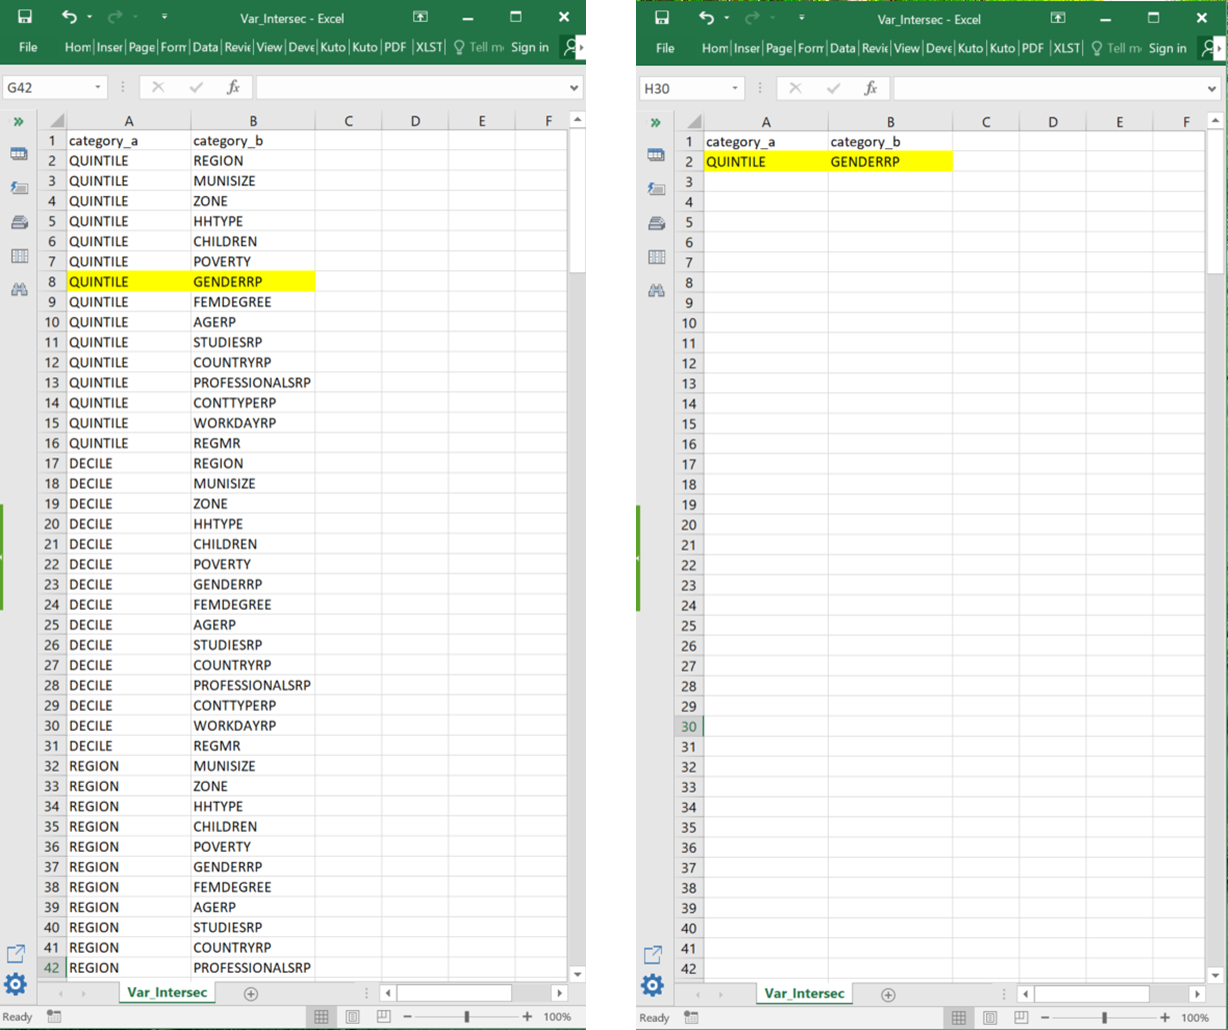 Var_Intersec - Excel
File Hom Inser Page Forn Data Revie View Deve Kuto Kuto PDF XLST Tell m Sign in
G42 fx
A B C D E F
1 category_a category_b
2 QUINTILE REGION
3 QUINTILE MUNISIZE
4 QUINTILE ZONE
5 QUINTILE HHTYPE
6 QUINTILE CHILDREN
7 QUINTILE POVERTY
8 QUINTILE GENDERRP
9 QUINTILE FEMDEGREE
10 QUINTILE AGERP
11 QUINTILE STUDIESRP
12 QUINTILE COUNTRYRP
13 QUINTILE PROFESSIONALSRP
14 QUINTILE CONTTYPERP
15 QUINTILE WORKDAYRP
16 QUINTILE REGMR
17 DECILE REGION
18 DECILE MUNISIZE
19 DECILE ZONE
20 DECILE HHTYPE
21 DECILE CHILDREN
22 DECILE POVERTY
23 DECILE GENDERRP
24 DECILE FEMDEGREE
25 DECILE AGERP
26 DECILE STUDIESRP
27 DECILE COUNTRYRP
28 DECILE PROFESSIONALSRP
29 DECILE CONTTYPERP
30 DECILE WORKDAYRP
31 DECILE REGMR
32 REGION MUNISIZE
33 REGION ZONE
34 REGION HHTYPE
35 REGION CHILDREN
36 REGION POVERTY
37 REGION GENDERRP
38 REGION FEMDEGREE
39 REGION AGERP
40 REGION STUDIESRP
41 REGION COUNTRYRP
42 REGION PROFESSIONALSRP
Var_Intersec
Ready 100%
Var_Intersec - Excel
File Hom Inser Page Forn Data Revie View Deve Kuto Kuto PDF XLST Tell m Sign in
H30 fx
A B C D E F
1 category_a category_b
2 QUINTILE GENDERRP
3
4
5
6
7
8
9
10
11
12
13
14
15
16
17
18
19
20
21
22
23
24
25
26
27
28
29
30
31
32
33
34
35
36
37
38
39
40
41
42
Var_Intersec
Ready 100%